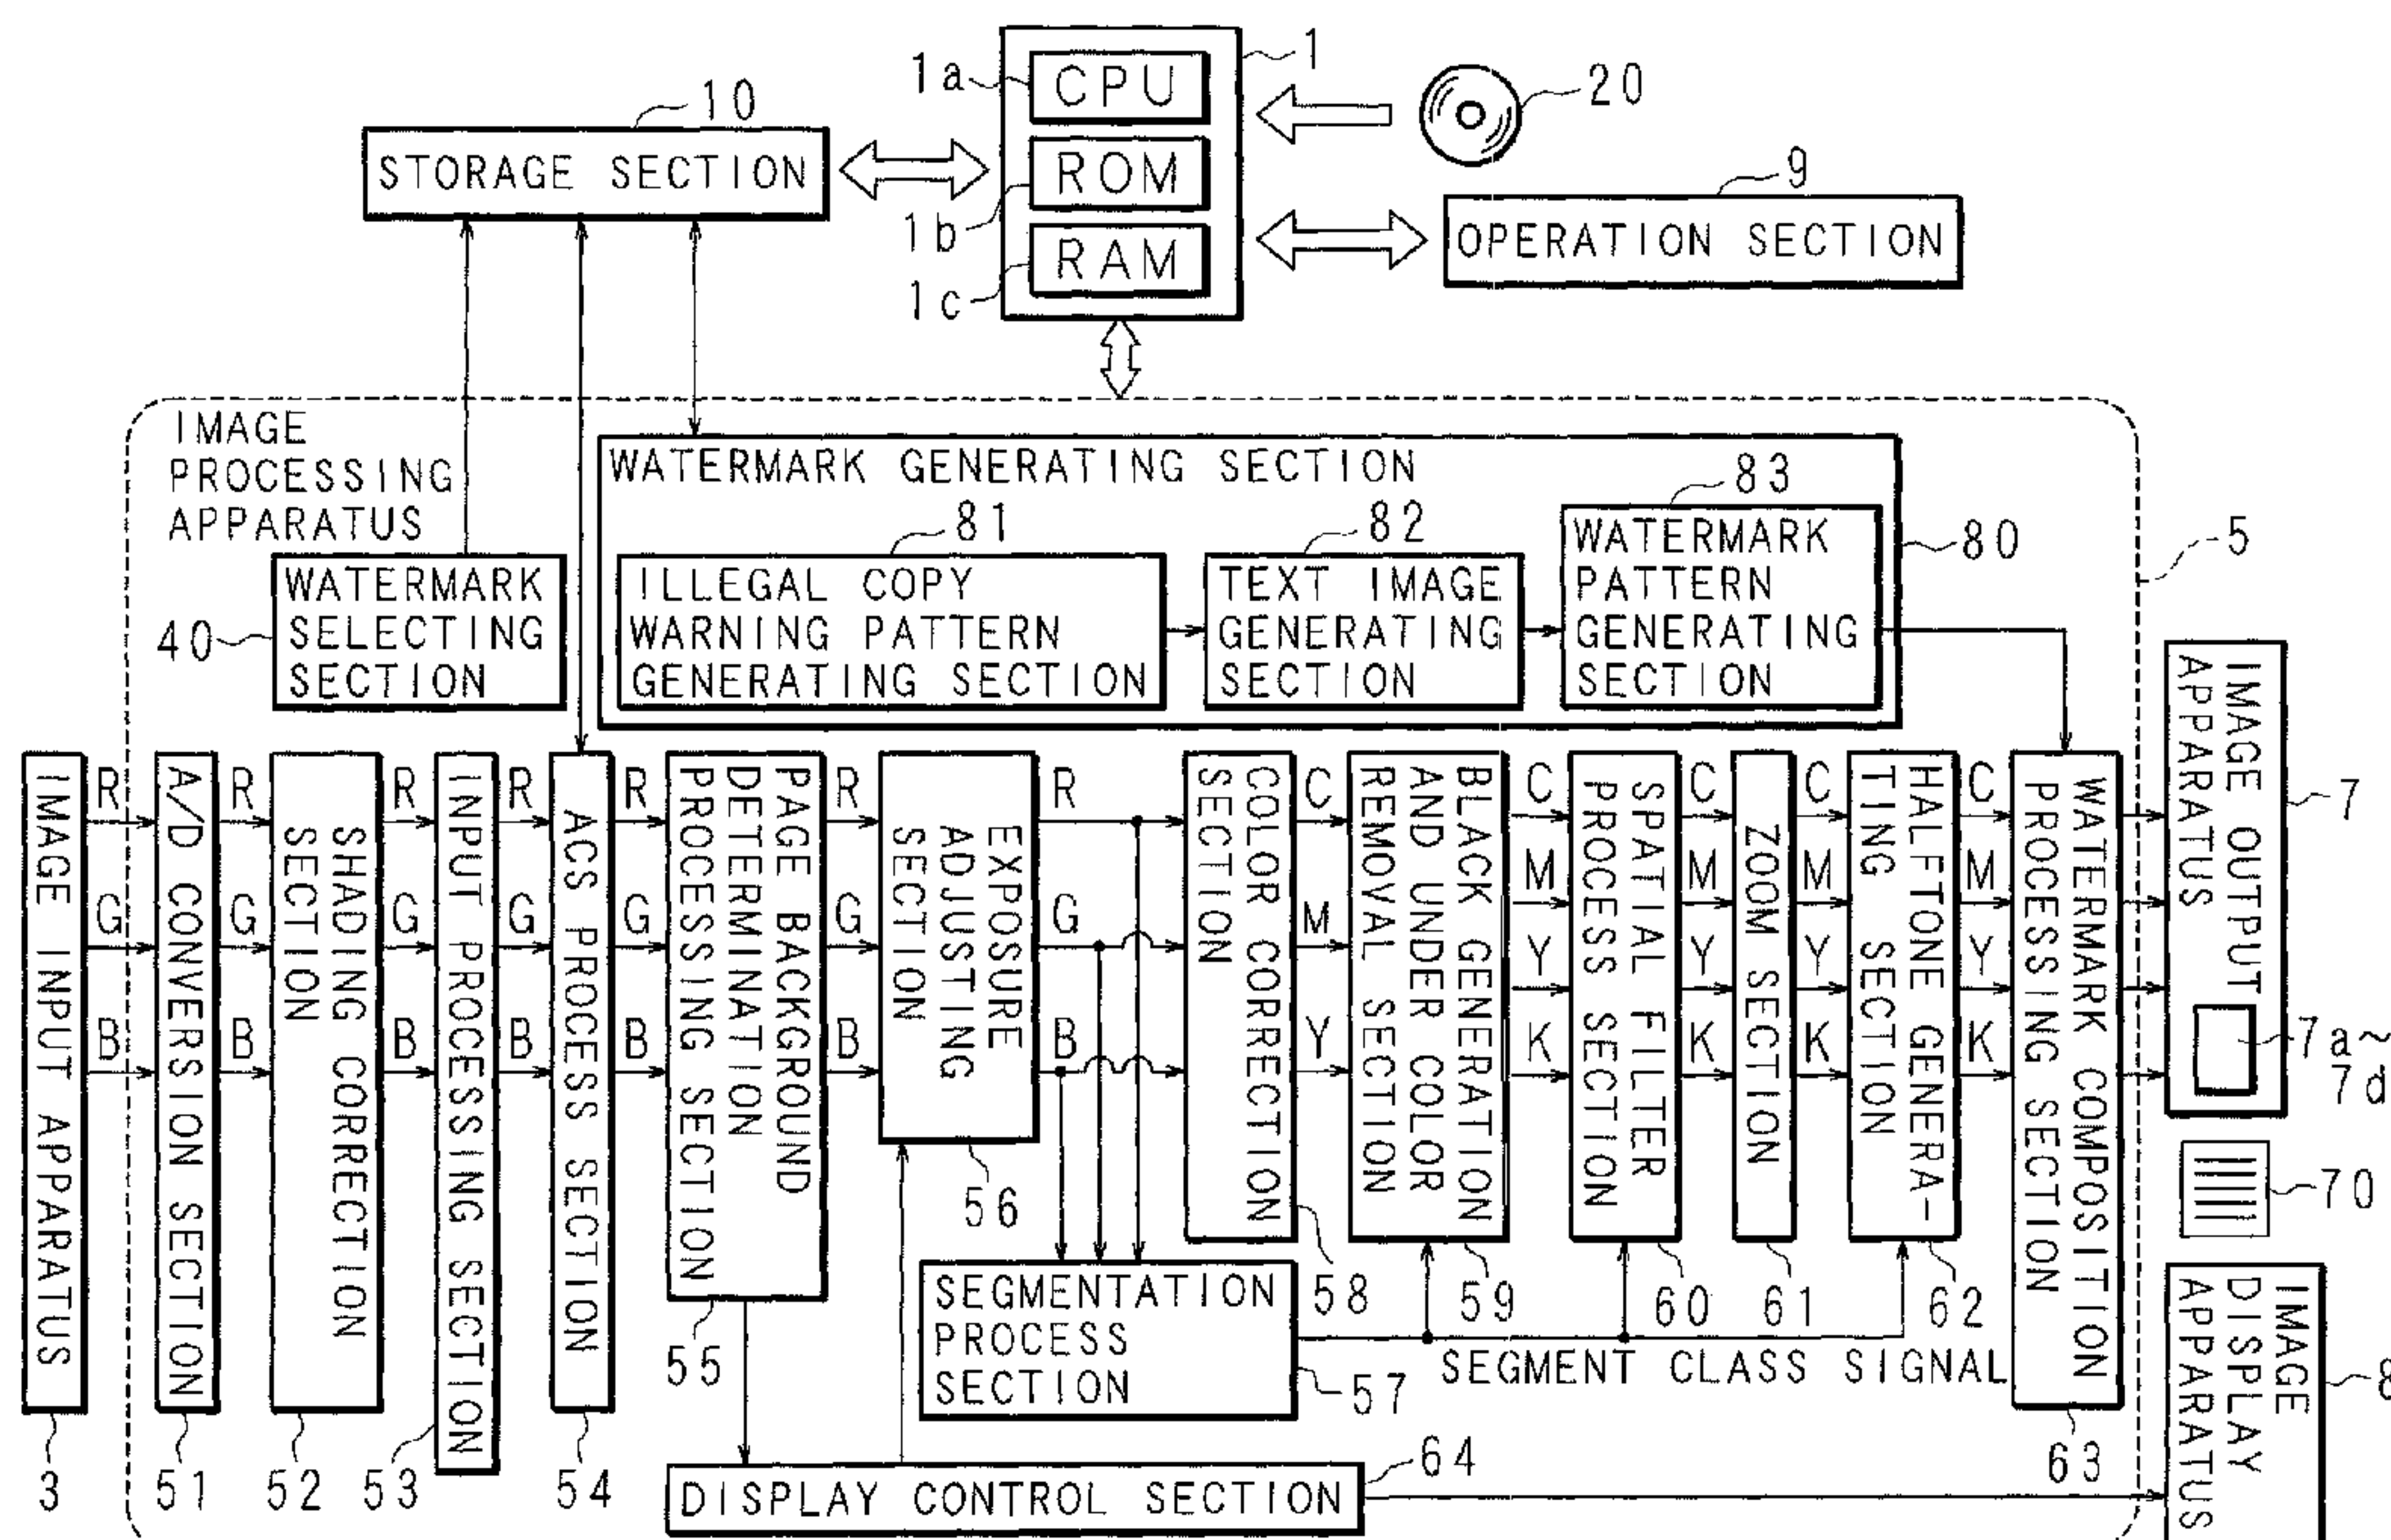 1
1a
CPU
20
10
STORAGE SECTION
ROM
1b
9
OPERATION SECTION
RAM
1c
IMAGE
PROCESSING
APPARATUS
WATERMARK GENERATING SECTION
83
81
82
WATERMARK
PATTERN
GENERATING
SECTION
80
5
WATERMARK
SELECTING
SECTION
40
ILLEGAL COPY
WARNING PATTERN
GENERATING SECTION
TEXT IMAGE
GENERATING
SECTION
IMAGE OUTPUT
APPARATUS
7
7a~
7d
70
IMAGE INPUT APPARATUS
R
G
B
A/D CONVERSION SECTION
R
G
B
SHADING CORRECTION
SECTION
R
G
B
INPUT PROCESSING SECTION
R
G
B
ACS PROCESS SECTION
R
G
B
PAGE BACKGROUND
DETERMINATION
PROCESSING SECTION
R
G
B
EXPOSURE
ADJUSTING
SECTION
R
G
B
COLOR CORRECTION
SECTION
C
M
Y
BLACK GENERATION
AND UNDER COLOR
REMOVAL SECTION
C
M
Y
K
SPATIAL FILTER
PROCESS SECTION
C
M
Y
K
ZOOM SECTION
C
M
Y
K
HALFTONE GENERA-
TING SECTION
C
M
Y
K
WATERMARK COMPOSITION
PROCESSING SECTION
56
SEGMENTATION
PROCESS
SECTION
57
58
59
60
61
62
SEGMENT CLASS SIGNAL
55
IMAGE
DISPLAY
APPARATUS
8
3
51
52
53
54
DISPLAY CONTROL SECTION
64
63